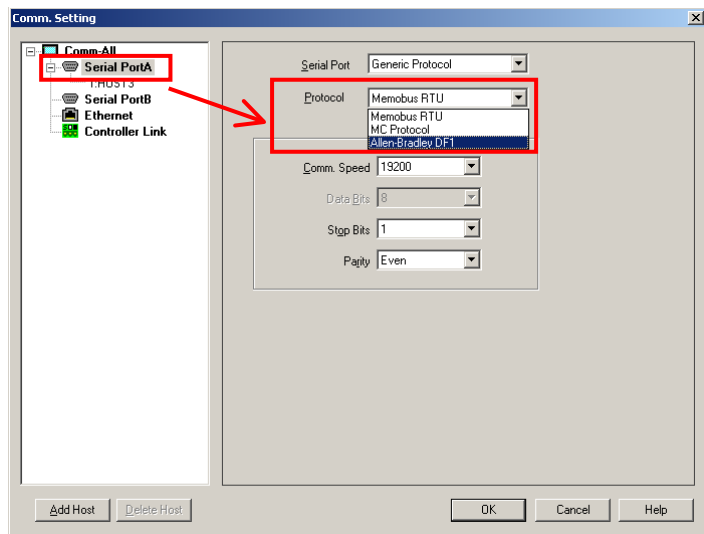 Comm. Setting
Comm-All
Serial PortA
1:HOST3
Serial PortB
Ethernet
Controller Link
Serial Port Generic Protocol
Protocol Memobus RTU
Memobus RTU
MC Protocol
Allen-Bradley DF1
Comm. Speed 19200
Data Bits 8
Stop Bits 1
Parity Even
Add Host Delete Host OK Cancel Help